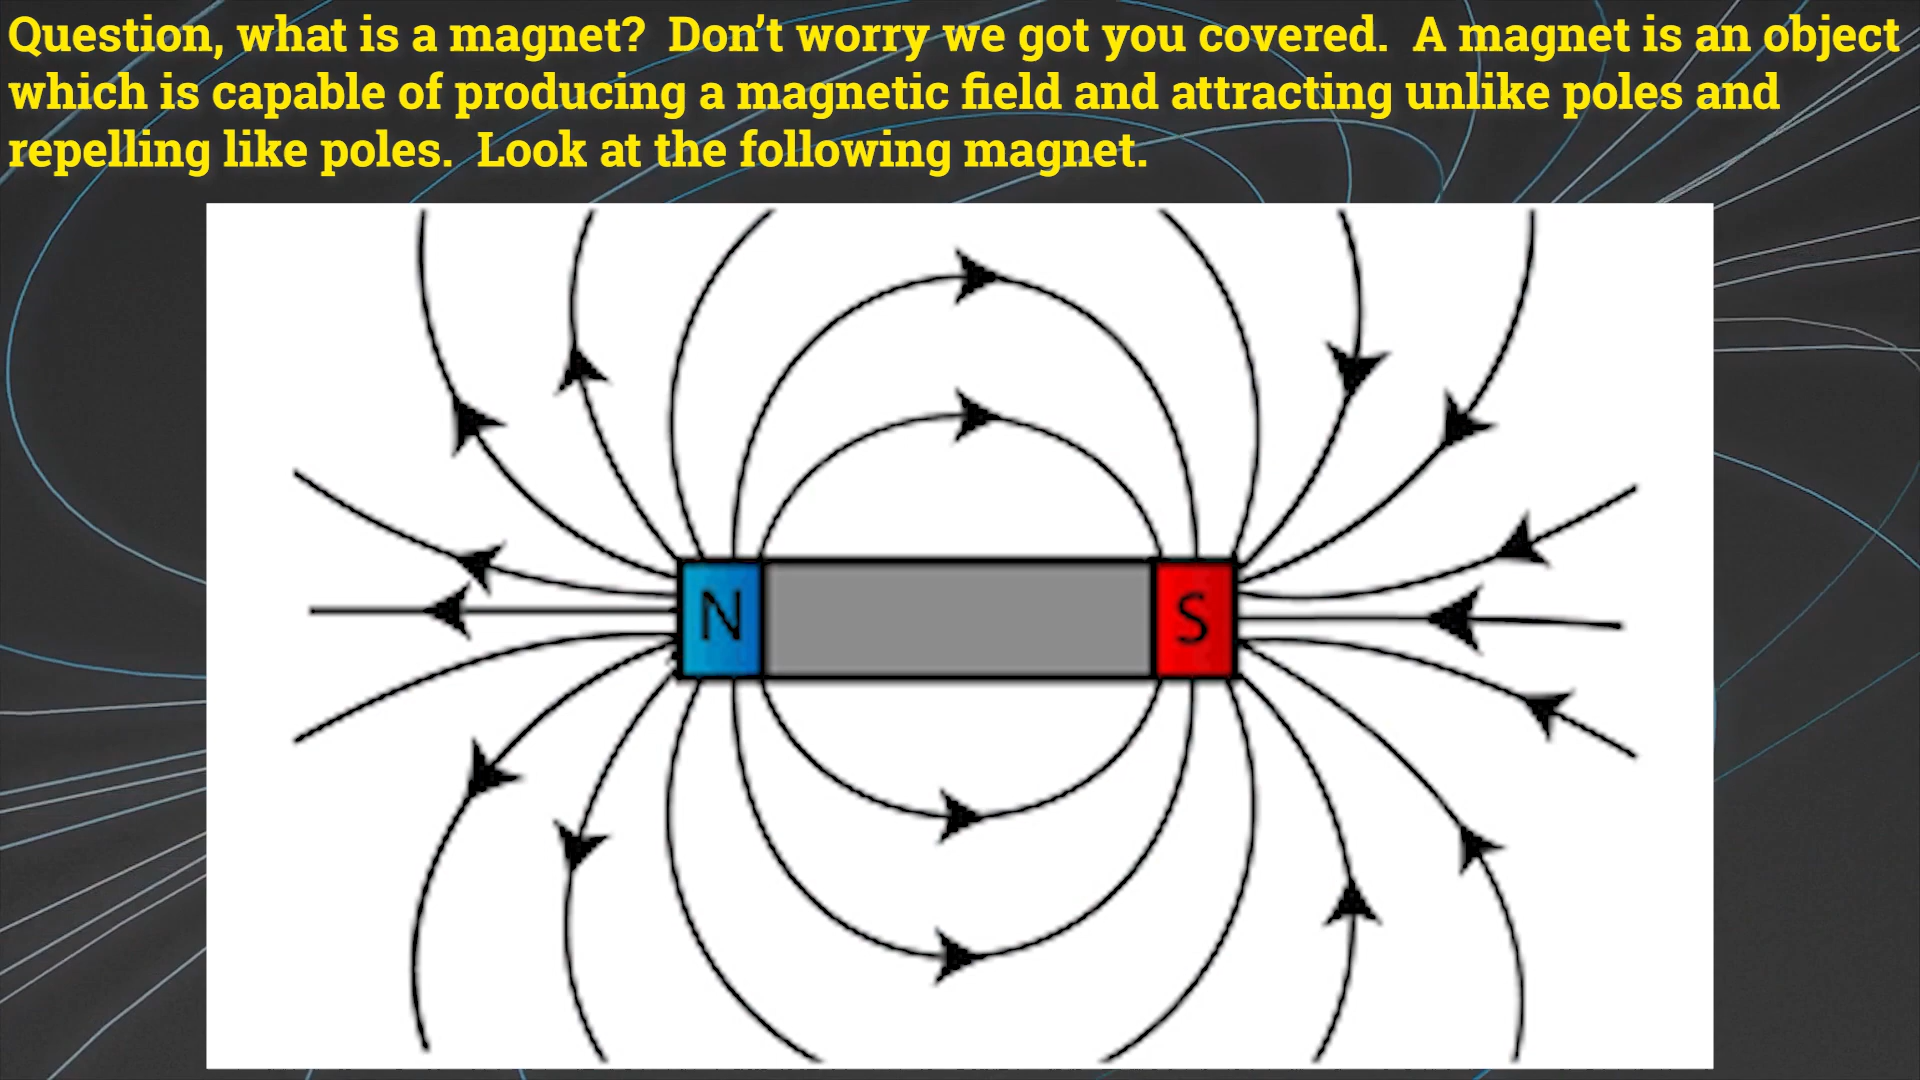 Question, what is a magnet?  Don’t worry we got you covered.  A magnet is an object
which is capable of producing a magnetic field and attracting unlike poles and
repelling like poles.  Look at the following magnet.
N
S